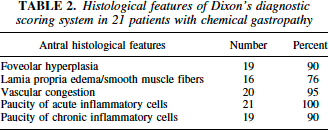 TABLE 2. Histological features of Dixon's diagnostic
scoring system in 21 patients with chemical gastropathy
Antral histological features Number Percent
Foveolar hyperplasia 19 90
Lamia propria edema/smooth muscle fibers 16 76
Vascular congestion 20 95
Paucity of acute inflammatory cells 21 100
Paucity of chronic inflammatory cells 19 90